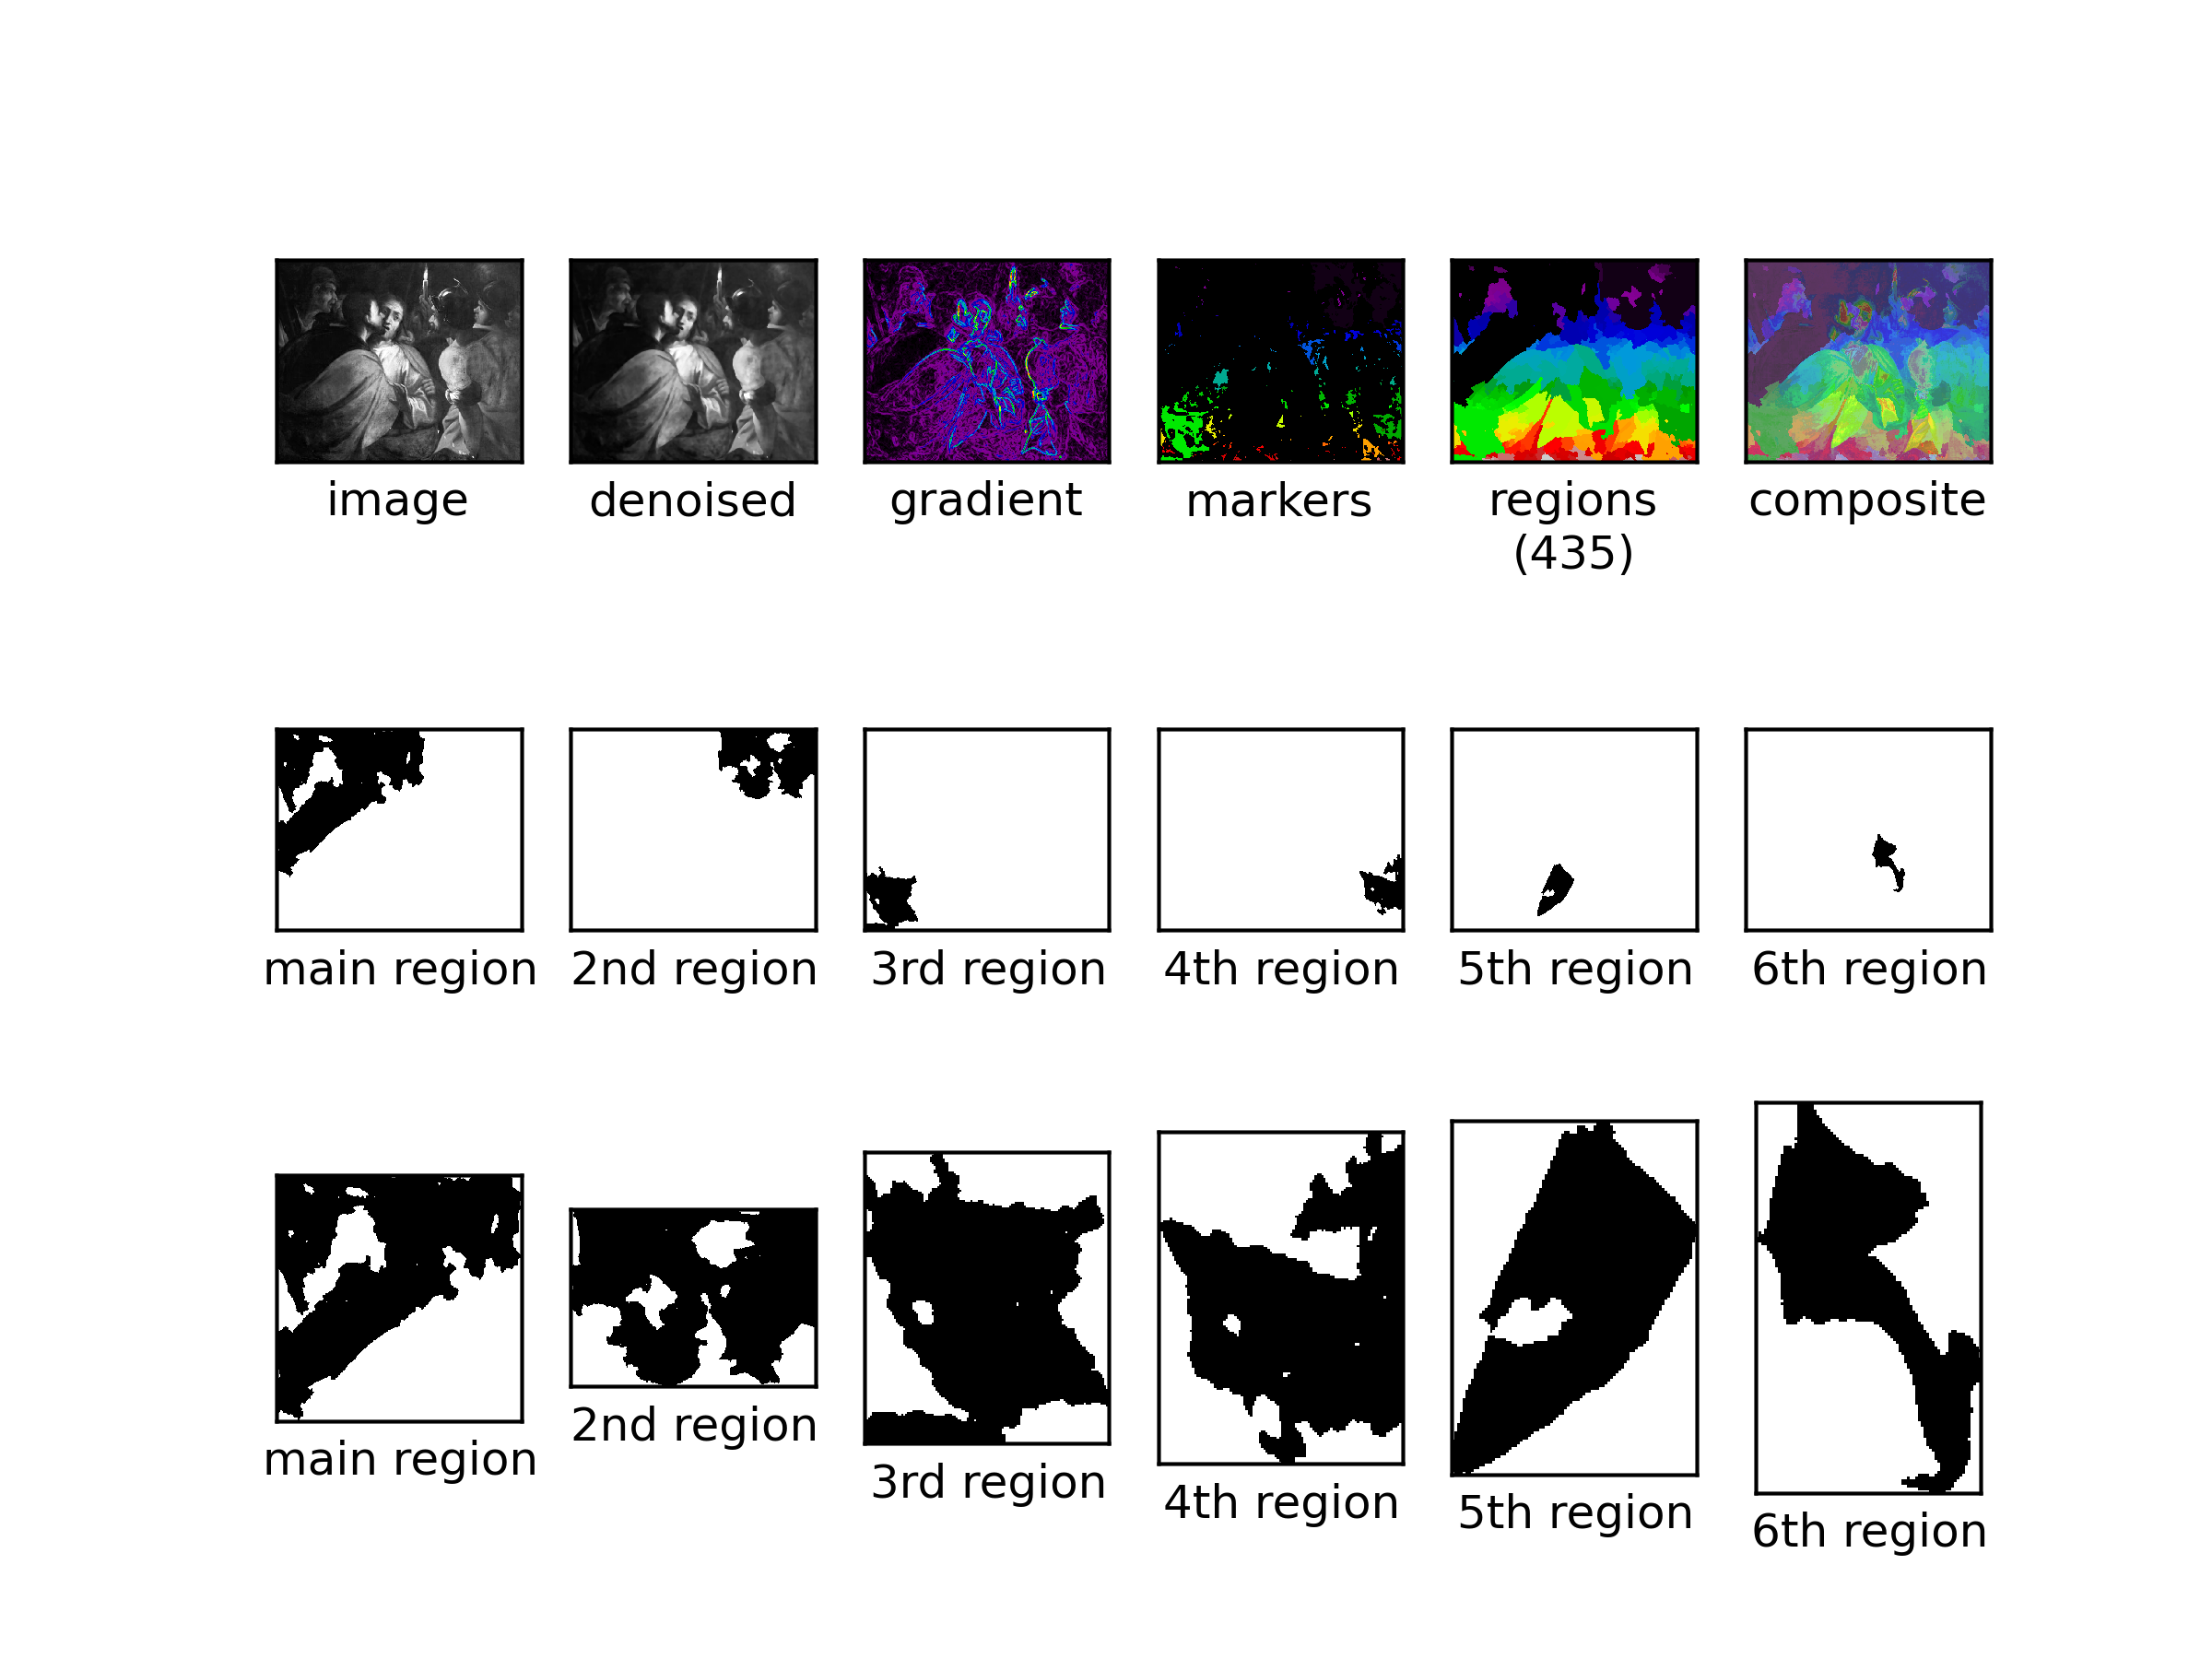 image
denoised
gradient
markers
regions
(435)
composite
main region
2nd region
3rd region
4th region
5th region
6th region
main region
2nd region
3rd region
4th region
5th region
6th region